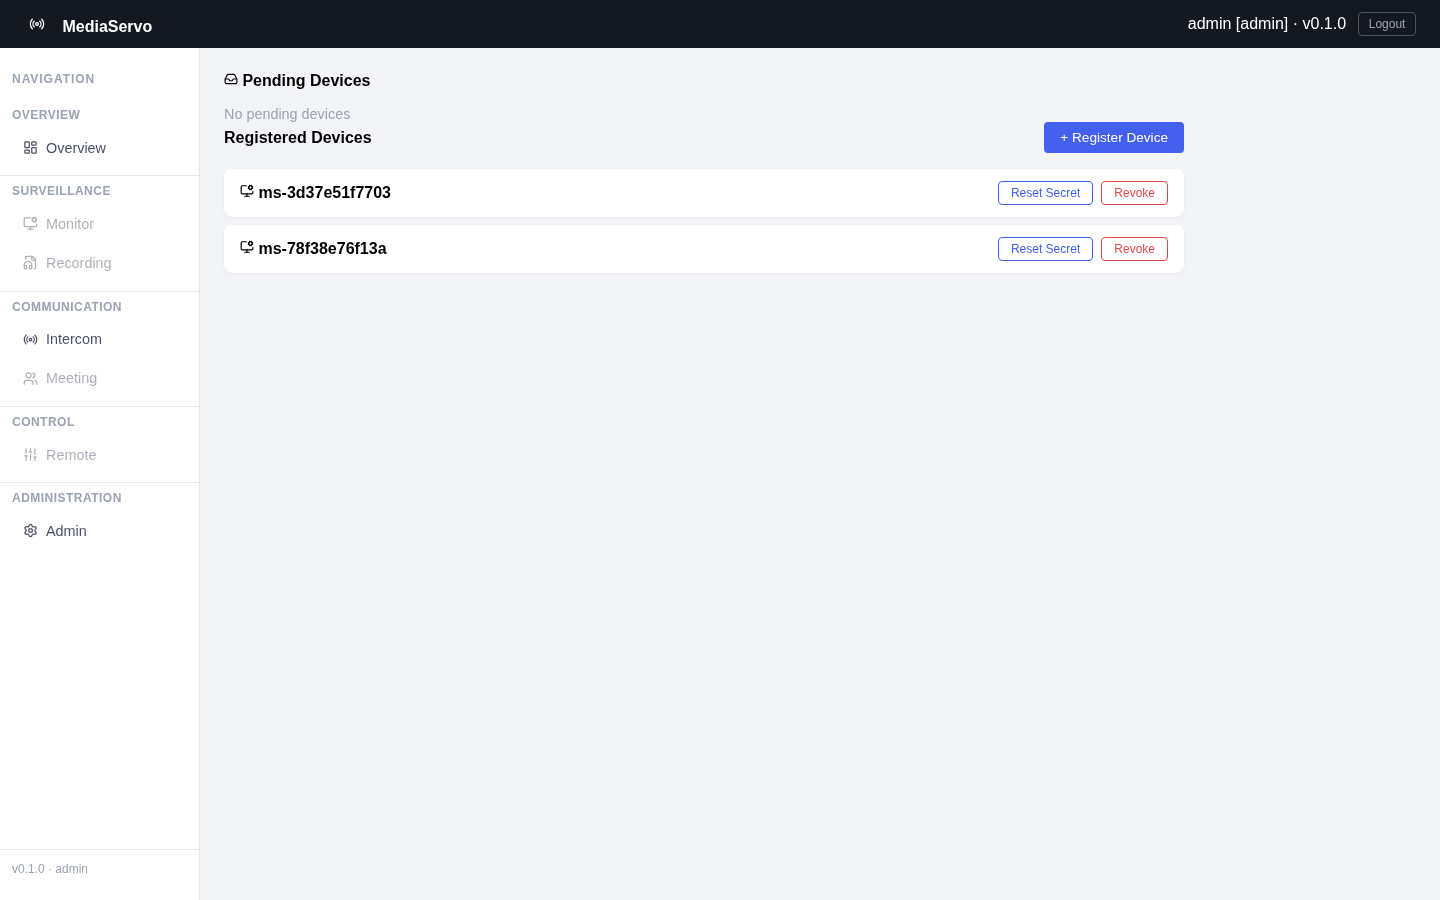 MediaServo
admin [admin] · v0.1.0
Logout
NAVIGATION
OVERVIEW
Overview
SURVEILLANCE
Monitor
Recording
COMMUNICATION
Intercom
Meeting
CONTROL
Remote
ADMINISTRATION
Admin
v0.1.0 · admin
Pending Devices
No pending devices
Registered Devices
+ Register Device
ms-3d37e51f7703
Reset Secret
Revoke
ms-78f38e76f13a
Reset Secret
Revoke